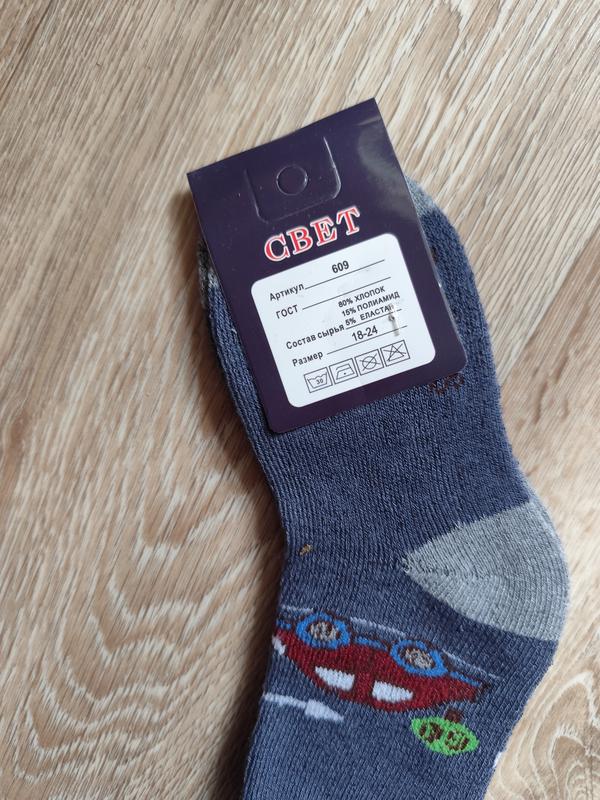 СВЕТ
Артикул 609
ГОСТ
80% ХЛОПОК
15% ПОЛИАМИД
Состав сырья 5% ЕЛАСТАН
Размер 18-24
30